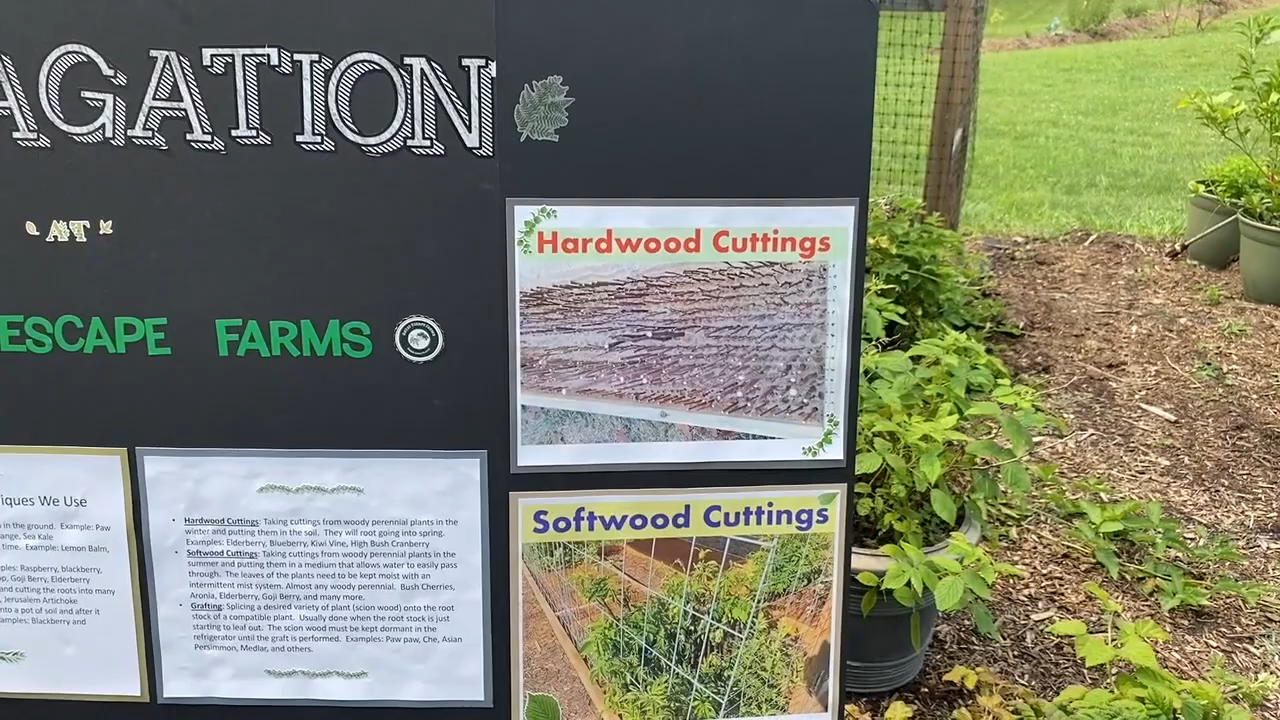 AGATION
AT
ESCAPE FARMS
Hardwood Cuttings
Softwood Cuttings
iques We Use
in the ground. Example: Paw
ange, Sea Kale
time. Example: Lemon Balm,
ples: Raspberry, blackberry,
op, Goji Berry, Elderberry
and cutting the roots into many
, Jerusalem Artichoke
nto a pot of soil and after it
amples: Blackberry and
• Hardwood Cuttings: Taking cuttings from woody perennial plants in the
winter and putting them in the soil. They will root going into spring.
Examples: Elderberry, Blueberry, Kiwi Vine, High Bush Cranberry
• Softwood Cuttings: Taking cuttings from woody perennial plants in the
summer and putting them in a medium that allows water to easily pass
through. The leaves of the plants need to be kept moist with an
intermittent mist system. Almost any woody perennial. Bush Cherries,
Aronia, Elderberry, Goji Berry, and many more.
• Grafting: Splicing a desired variety of plant (scion wood) onto the root
stock of a compatible plant. Usually done when the root stock is just
starting to leaf out. The scion wood must be kept dormant in the
refrigerator until the graft is performed. Examples: Paw paw, Che, Asian
Persimmon, Medlar, and others.